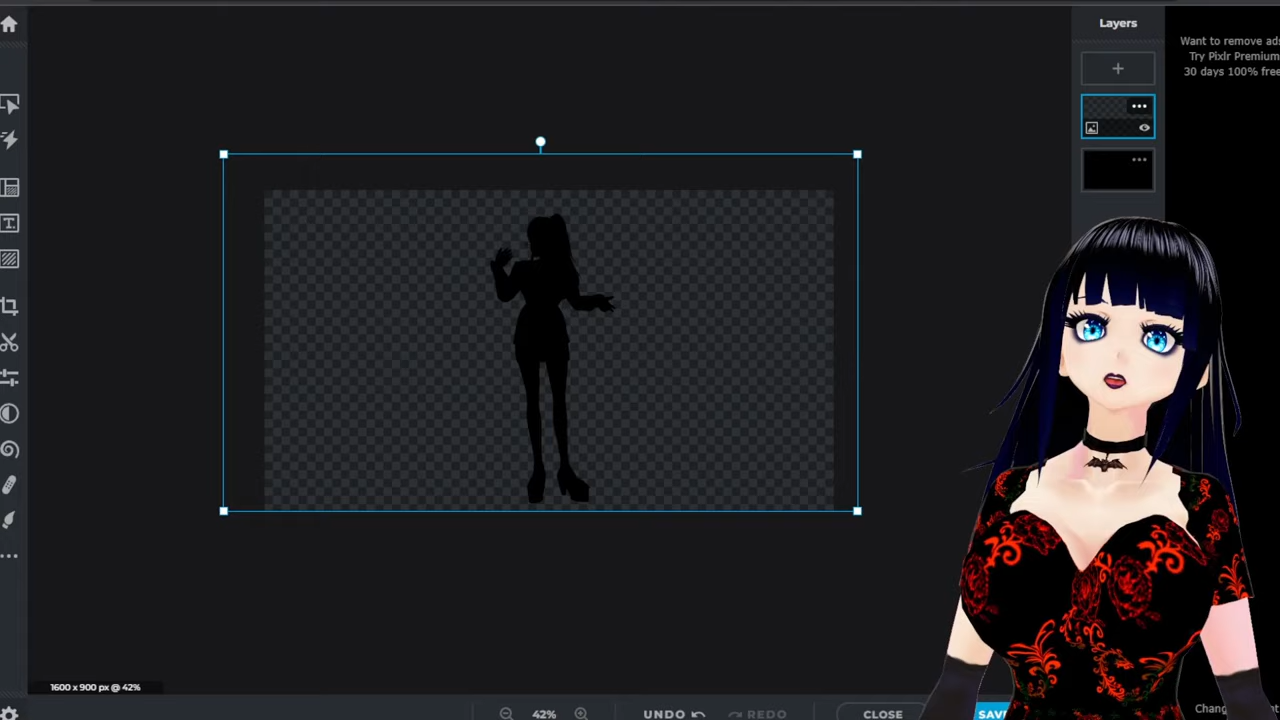 Layers
Want to remove ads
Try Pixlr Premium
30 days 100% free
T
1600 x 900 px @ 42%
42%
UNDO
REDO
CLOSE